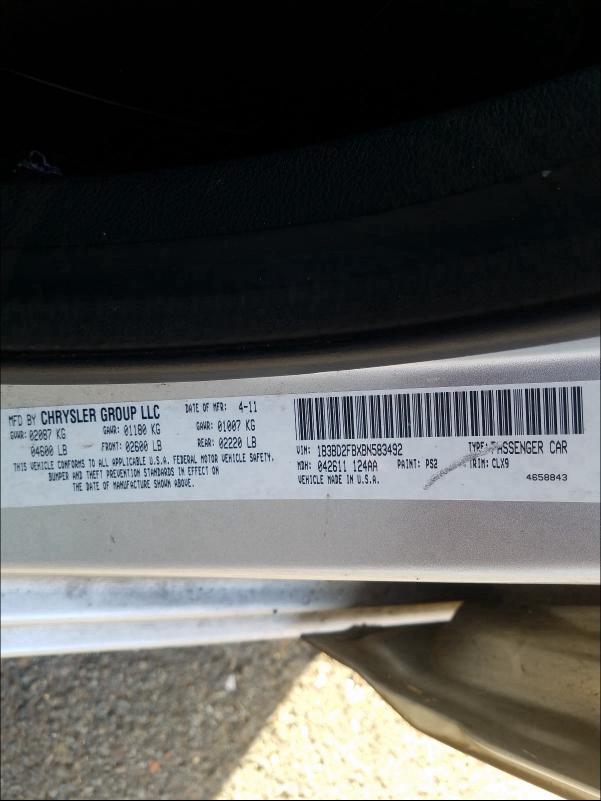 MFD BY CHRYSLER GROUP LLC
DATE OF MFR: 4-11
GVWR: 02087 KG
04600 LB
GAWR: 01180 KG
FRONT: 02600 LB
GAWR: 01007 KG
REAR: 02220 LB
THIS VEHICLE CONFORMS TO ALL APPLICABLE U.S.A. FEDERAL MOTOR VEHICLE SAFETY,
BUMPER AND THEFT PREVENTION STANDARDS IN EFFECT ON
THE DATE OF MANUFACTURE SHOWN ABOVE.
VIN: 1B3BD2FBXBN583492
TYPE: PASSENGER CAR
MDH: 042611 124AA
PAINT: PS2
TRIM: CLX9
VEHICLE MADE IN U.S.A.
4658843